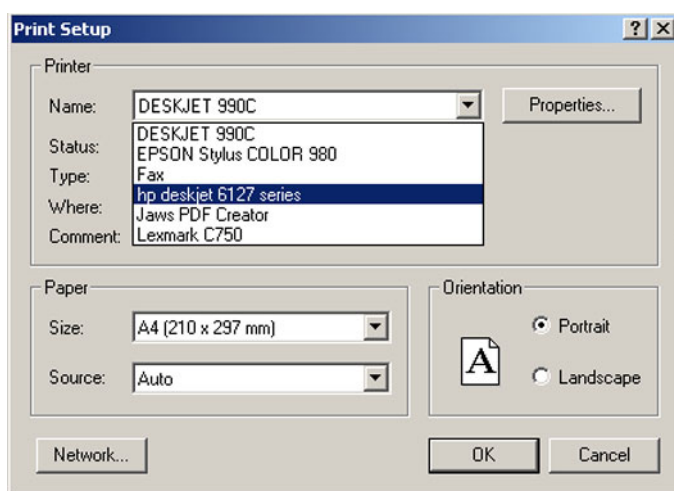 Print Setup
Printer
Name: DESKJET 990C Properties...
DESKJET 990C
Status: EPSON Stylus COLOR 980
Type: Fax
hp deskjet 6127 series
Where: Jaws PDF Creator
Comment: Lexmark C750
Paper Orientation
Size: A4 (210 x 297 mm) Portrait
A
Source: Auto Landscape
Network... OK Cancel